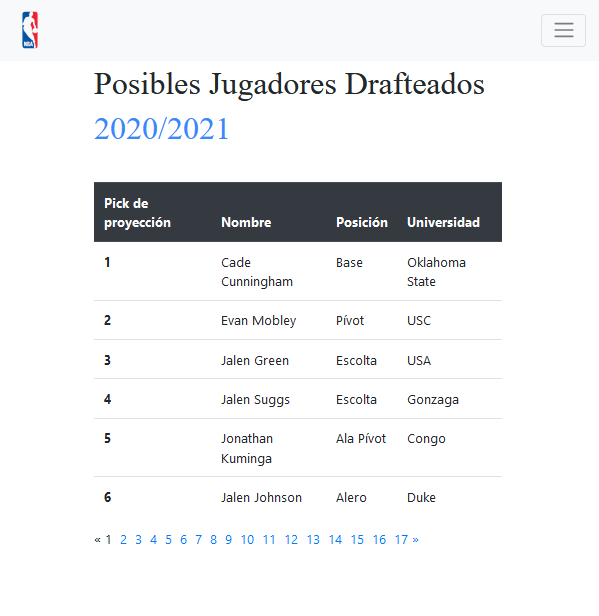 NBA
Posibles Jugadores Drafteados
2020/2021
Pick de
proyección Nombre Posición Universidad
1 Cade Base Oklahoma
Cunningham State
2 Evan Mobley Pívot USC
3 Jalen Green Escolta USA
4 Jalen Suggs Escolta Gonzaga
5 Jonathan Ala Pívot Congo
Kuminga
6 Jalen Johnson Alero Duke
« 1 2 3 4 5 6 7 8 9 10 11 12 13 14 15 16 17 »